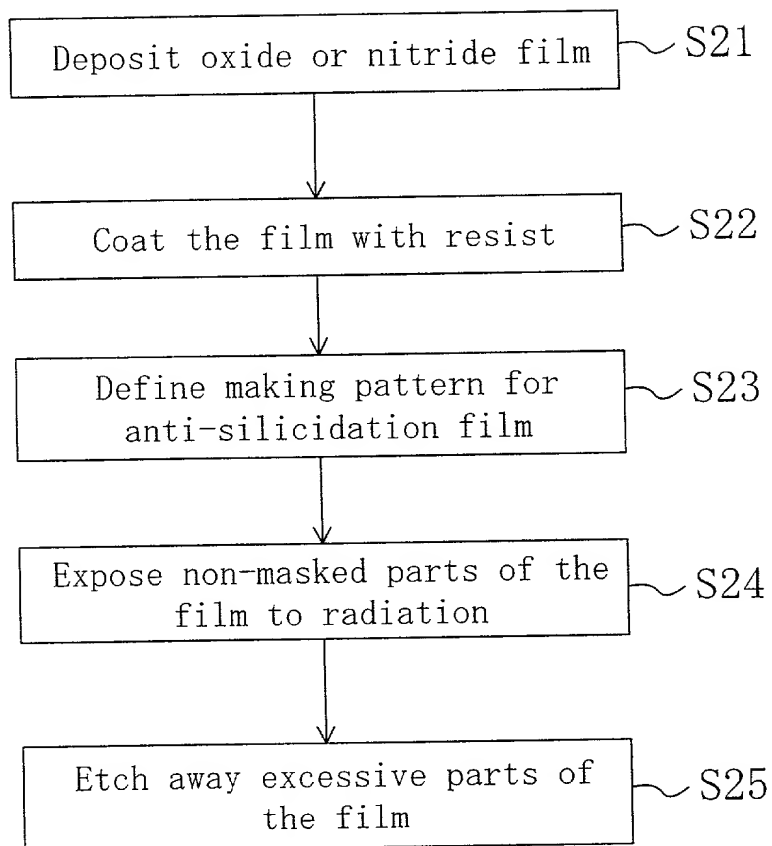 Deposit oxide or nitride film
S21
Coat the film with resist
S22
Define making pattern for
anti-silicidation film
S23
Expose non-masked parts of the
film to radiation
S24
Etch away excessive parts of
the film
S25